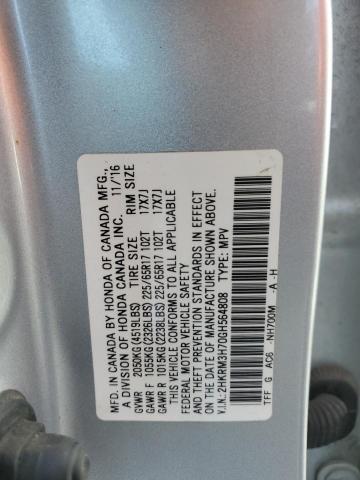 MFD. IN CANADA BY HONDA OF CANADA MFG.,
A DIVISION OF HONDA CANADA INC. 11/'16
TIRE SIZE RIM SIZE
GVWR 2050KG(4519LBS)
GAWR F 1055KG(2326LBS) 225/65R17 102T 17X7J
GAWR R 1015KG(2238LBS) 225/65R17 102T 17X7J
THIS VEHICLE CONFORMS TO ALL APPLICABLE
FEDERAL MOTOR VEHICLE SAFETY
AND THEFT PREVENTION STANDARDS IN EFFECT
ON THE DATE OF MANUFACTURE SHOWN ABOVE.
V.I.N.: 2HKRM3H70GH564808 TYPE: MPV
TFF G AC6 -NH700M -A -H